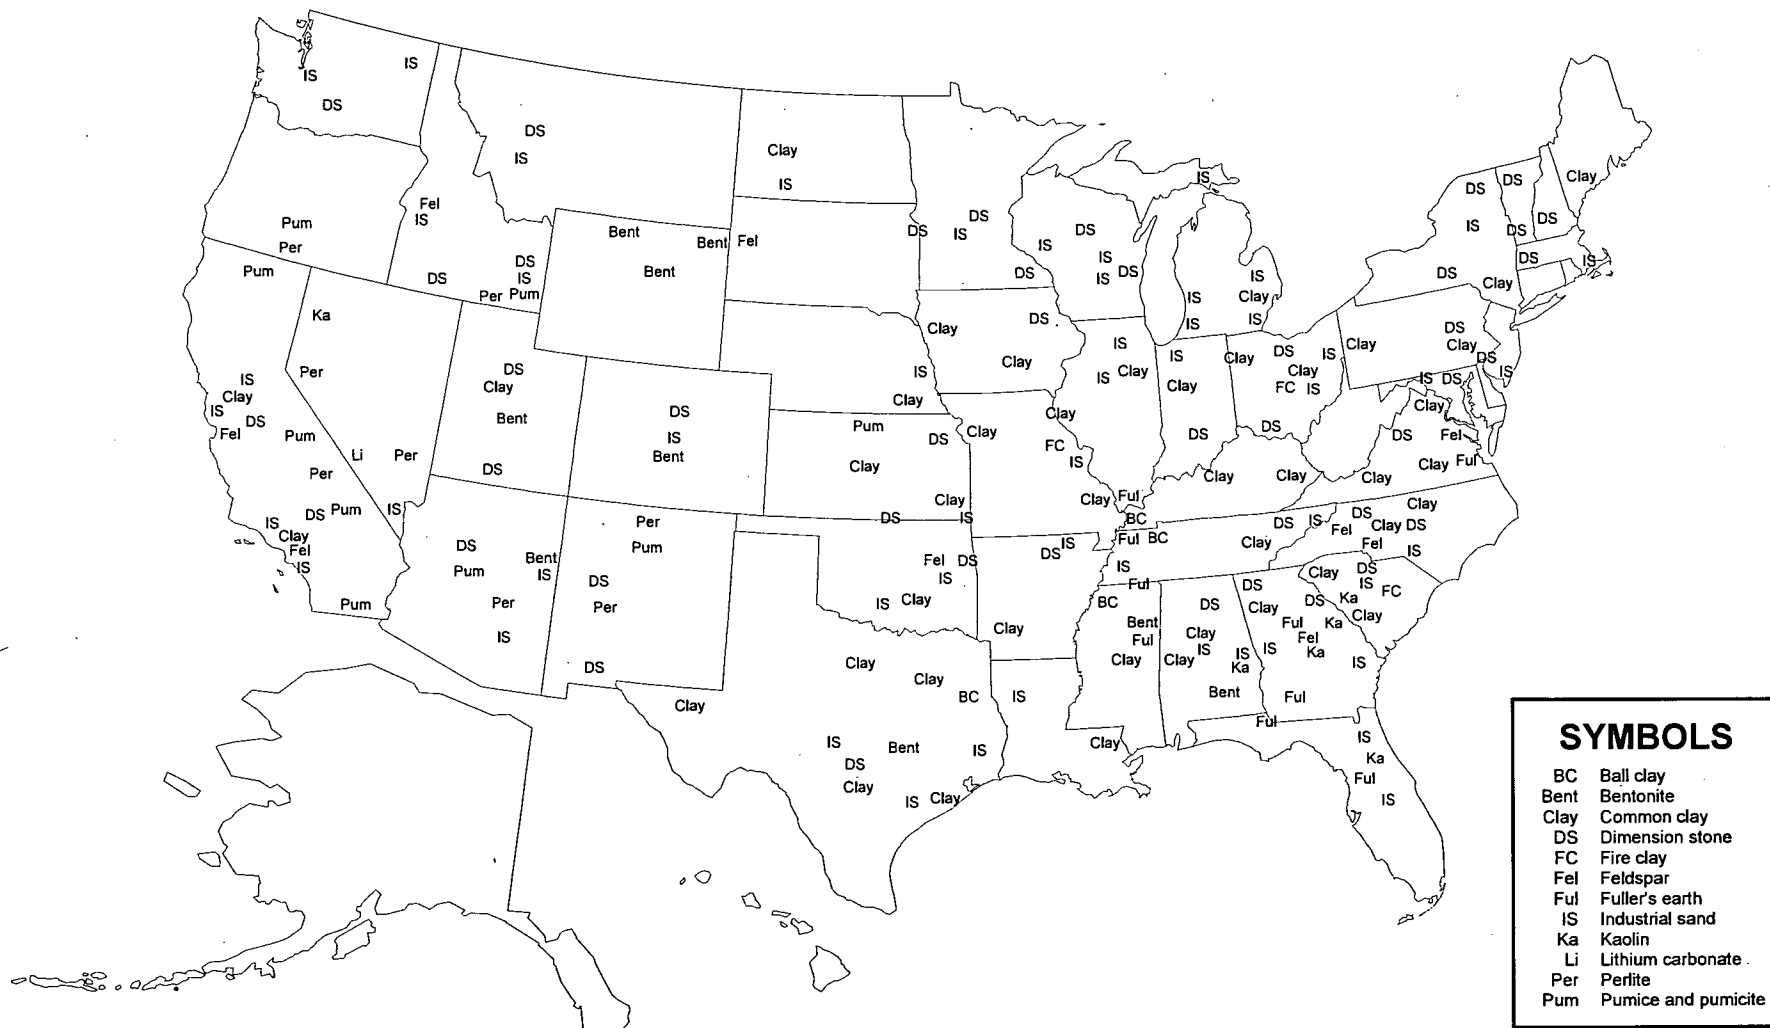 IS
IS
DS
DS
IS
Clay
IS
Clay
IS
DS
DS
DS
IS
DS
DS
Fel
IS
Pum
Per
Bent
Bent
Fel
Bent
DS
DS
IS
DS
IS
DS
IS
IS
DS
DS
IS
DS
Clay
Pum
DS
DS
IS
Per
Pum
IS
Clay
IS
IS
IS
Ka
Per
Clay
DS
Clay
IS
Clay
IS
Clay
DS
IS
Clay
FC
IS
Clay
DS
Clay
DS
IS
IS
DS
IS
Clay
IS
DS
Fel
Pum
DS
Clay
Bent
DS
IS
Bent
IS
Clay
IS
Clay
Clay
DS
DS
Clay
DS
Fel
Pum
DS
Clay
FC
IS
Li
Per
Per
DS
Clay
Clay
Clay
Clay
Clay
Ful
Clay
Clay
Ful
BC
Pum
DS
IS
Clay
Fel
IS
IS
Per
Pum
DS
IS
DS
IS
Ful
BC
DS
IS
Fel
DS
Clay
DS
Clay
Fel
IS
Clay
DS
Pum
Bent
IS
Per
IS
DS
Per
DS
Fel
DS
IS
IS
Clay
Clay
IS
Ful
BC
Bent
Ful
Clay
DS
Clay
IS
Clay
IS
Ka
Bent
DS
Clay
DS
Ful
Ka
Fel
Ka
IS
IS
Ful
Clay
DS
IS
Ka
FC
Clay
Pum
Clay
Clay
Clay
BC
IS
Clay
IS
DS
Clay
Bent
IS
IS
Clay
Ful
IS
Ka
Ful
IS
SYMBOLS
BC Ball clay
Bent Bentonite
Clay Common clay
DS Dimension stone
FC Fire clay
Fel Feldspar
Ful Fuller's earth
IS Industrial sand
Ka Kaolin
Li Lithium carbonate
Per Perlite
Pum Pumice and pumicite